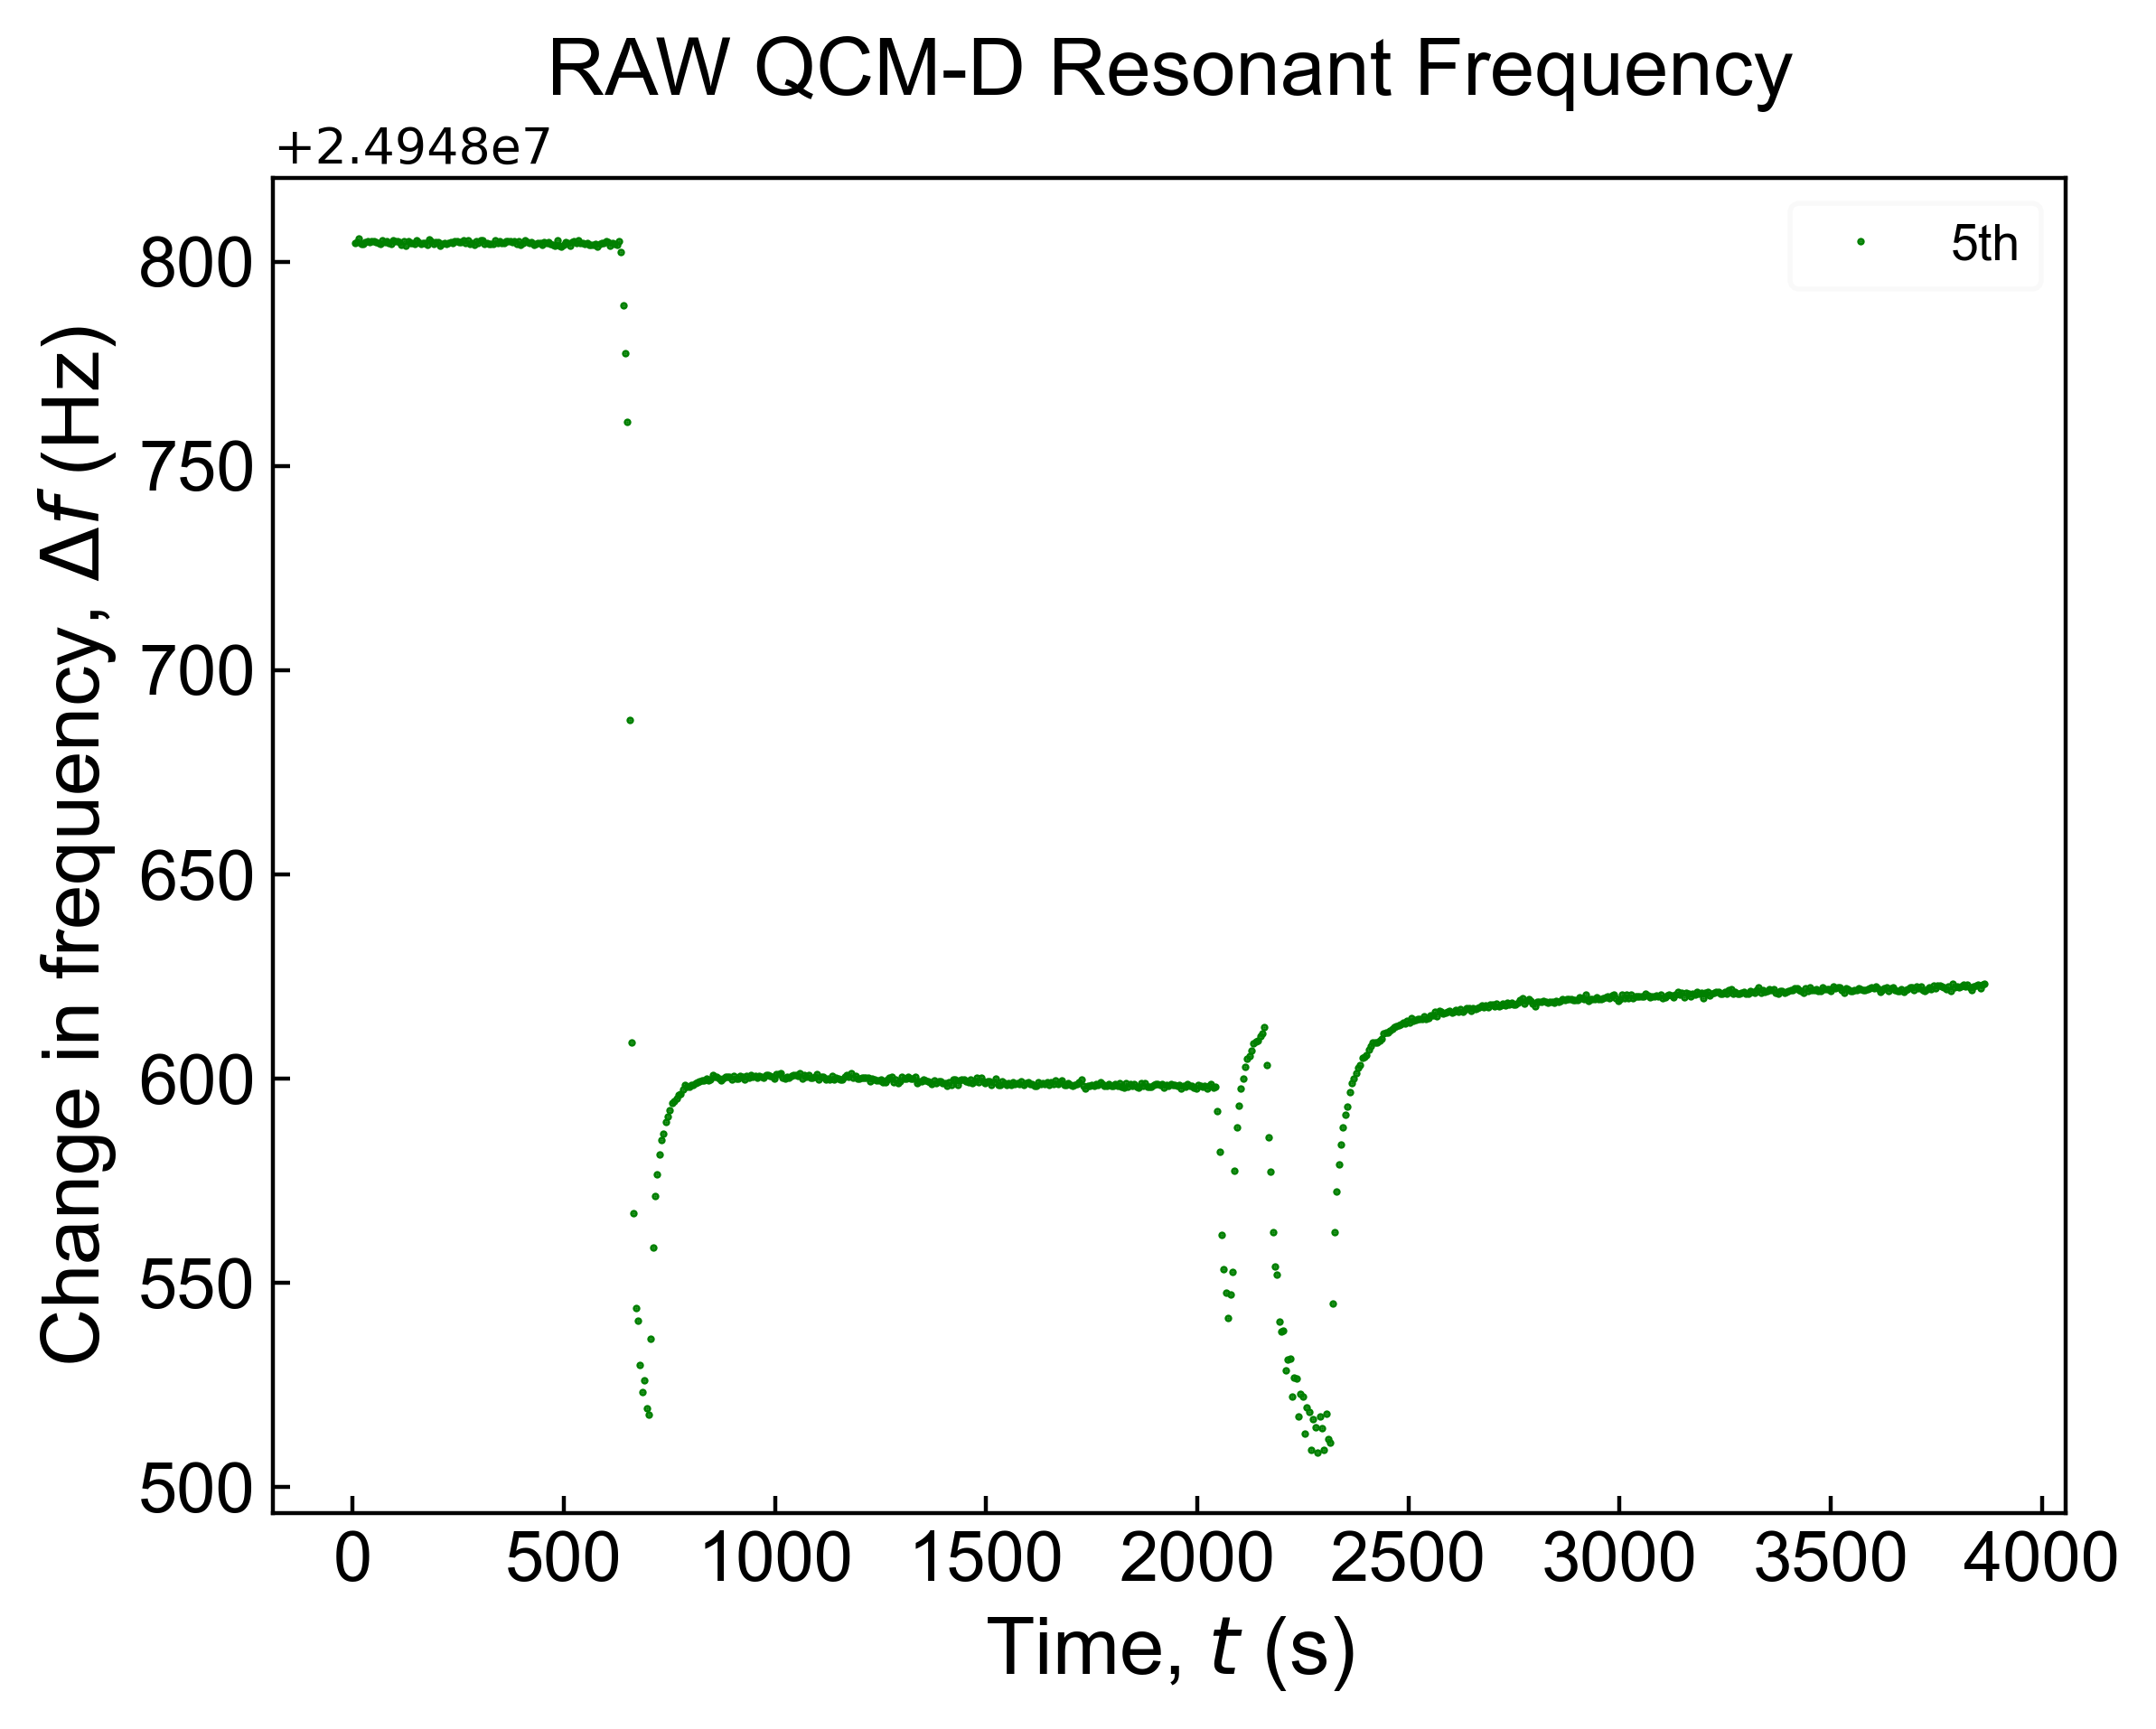 RAW QCM-D Resonant Frequency
+2.4948e7
5th
800
750
700
650
600
550
500
Change in frequency, Δf (Hz)
0 500 1000 1500 2000 2500 3000 3500 4000
Time, t (s)